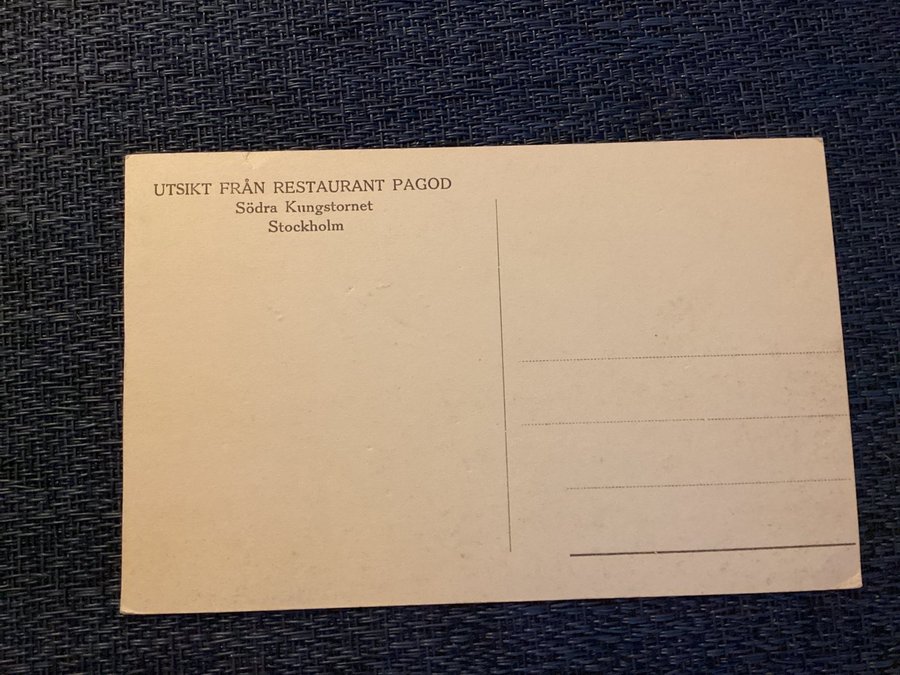 UTSIKT FRÅN RESTAURANT PAGOD
Södra Kungstornet
Stockholm